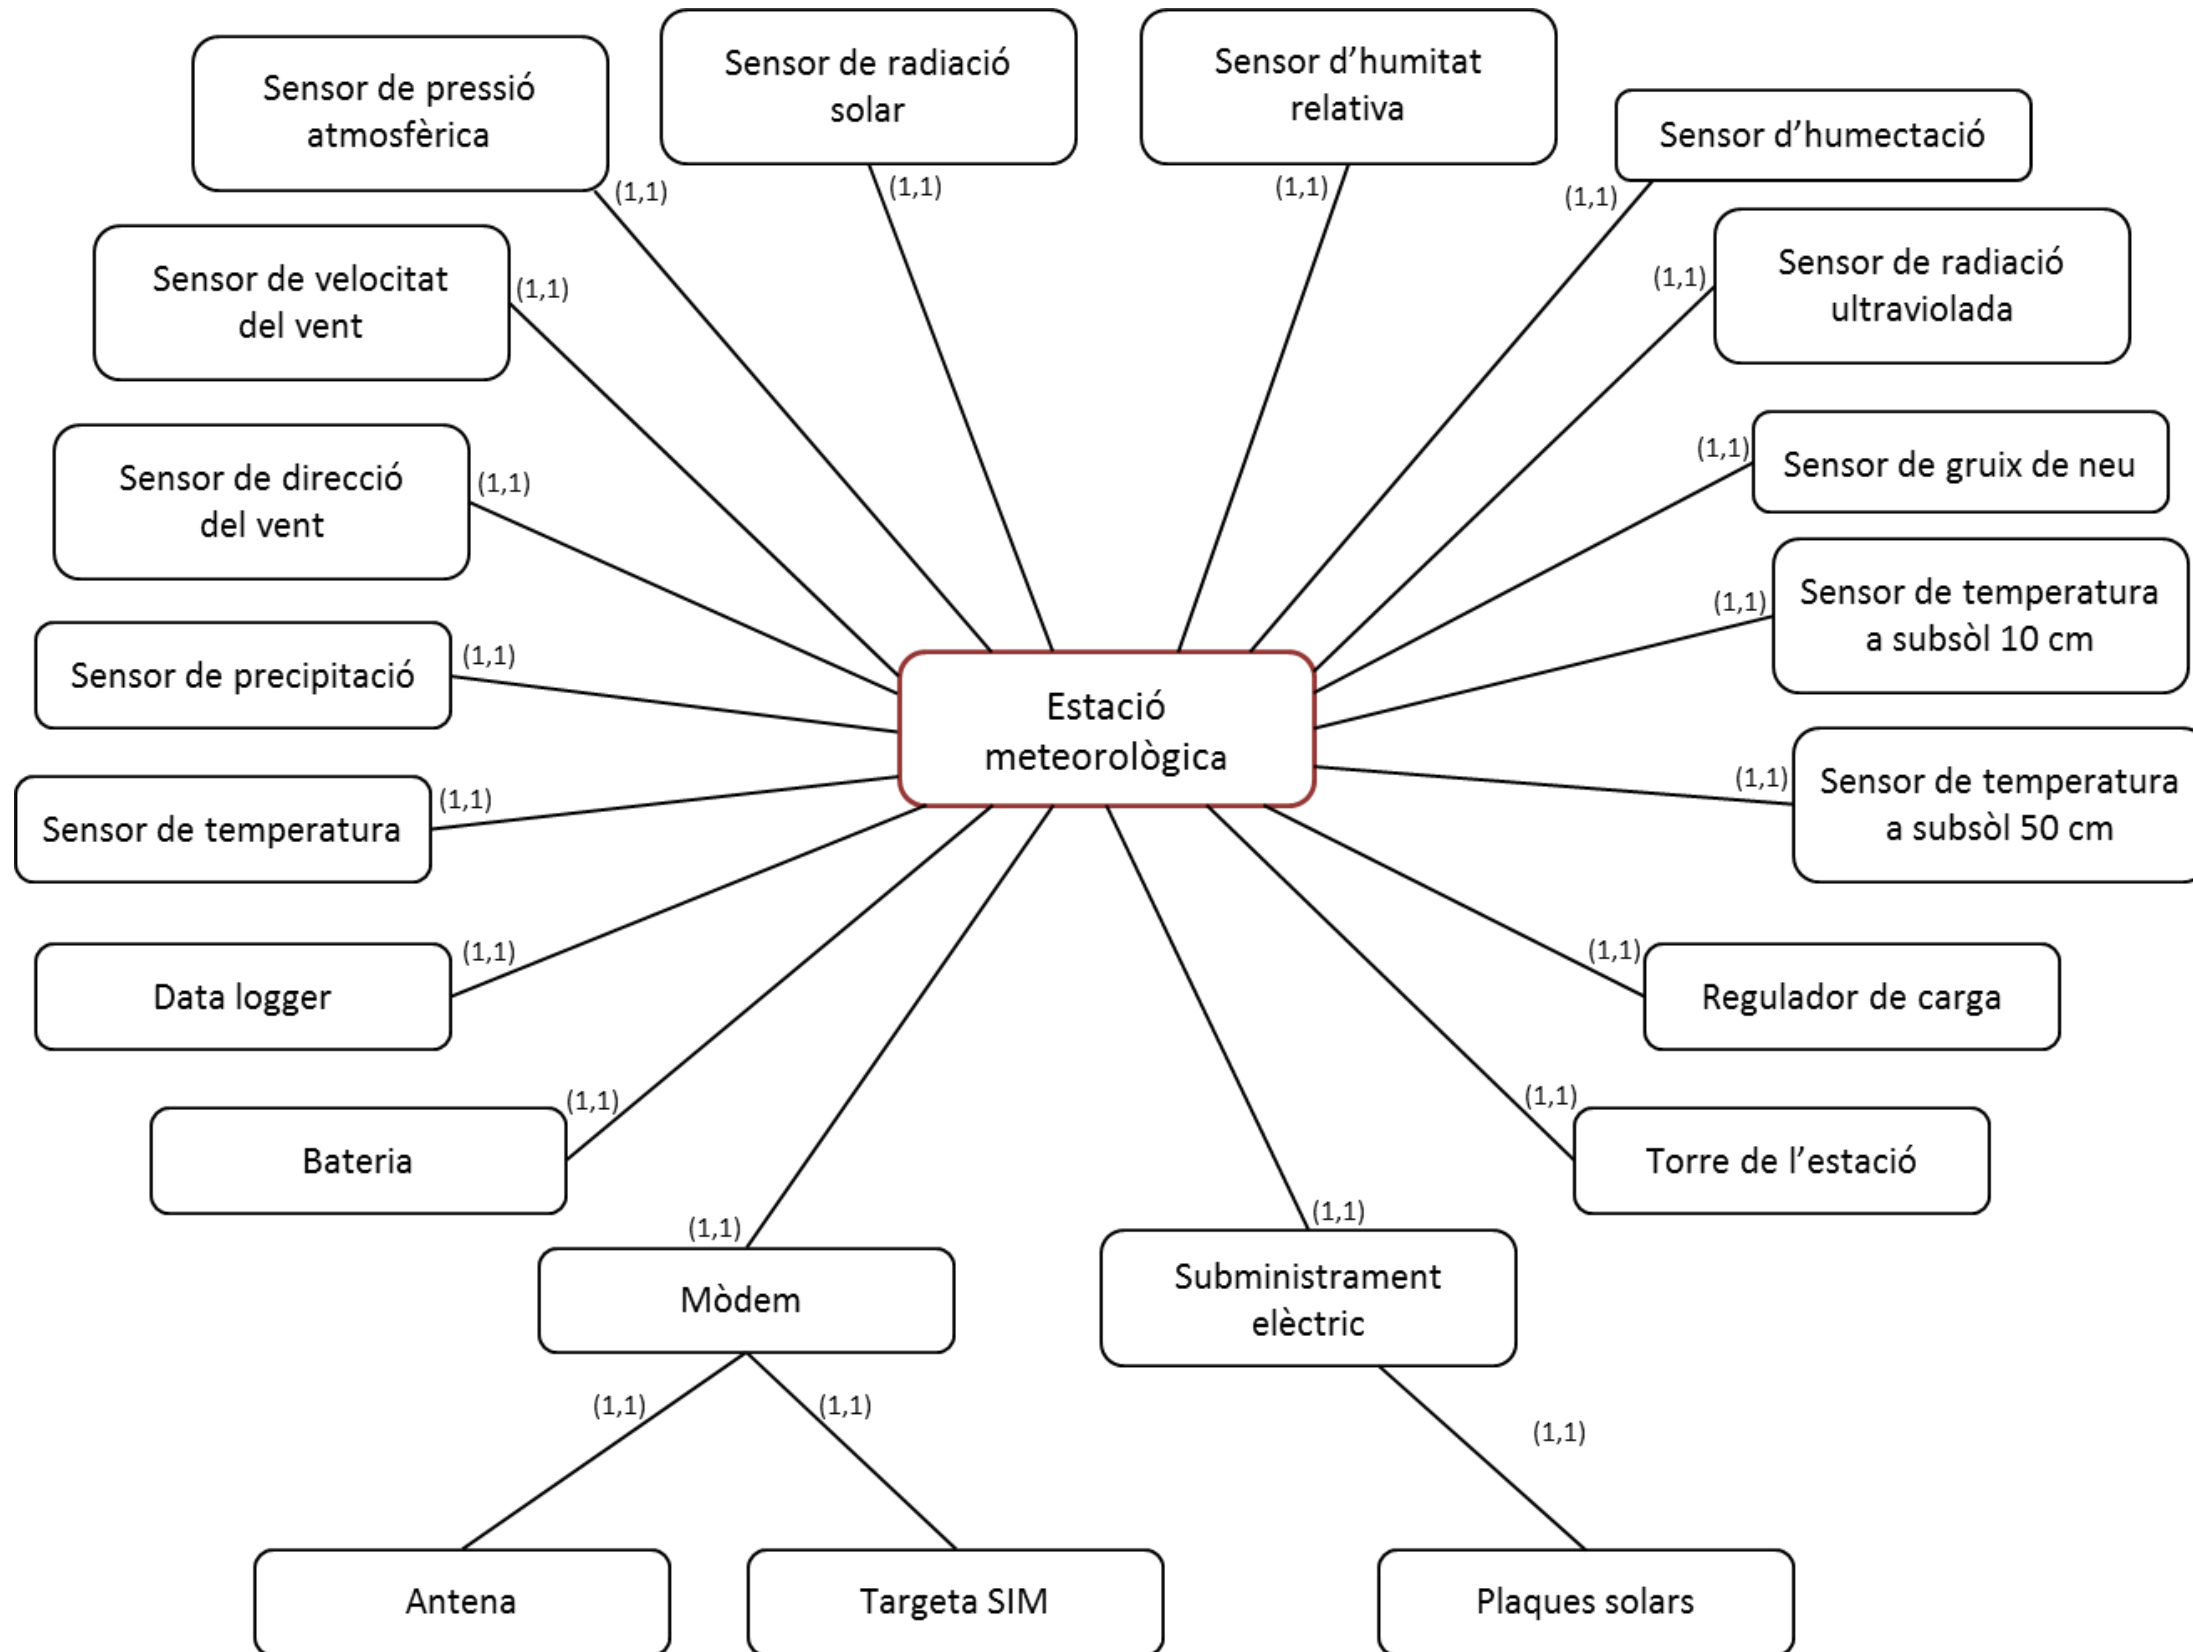 Sensor de pressió
atmosfèrica
(1,1)
Sensor de radiació
solar
(1,1)
Sensor d’humitat
relativa
(1,1)
Sensor d’humectació
(1,1)
Sensor de velocitat
del vent
(1,1)
Sensor de radiació
ultraviolada
(1,1)
Sensor de direcció
del vent
(1,1)
Sensor de gruix de neu
(1,1)
Sensor de precipitació
(1,1)
Sensor de temperatura
a subsòl 10 cm
(1,1)
Estació
meteorològica
Sensor de temperatura
(1,1)
Sensor de temperatura
a subsòl 50 cm
(1,1)
Data logger
(1,1)
Regulador de carga
(1,1)
Bateria
(1,1)
Torre de l’estació
(1,1)
Mòdem
(1,1)
Subministrament
elèctric
(1,1)
(1,1)
(1,1)
(1,1)
Antena
Targeta SIM
Plaques solars